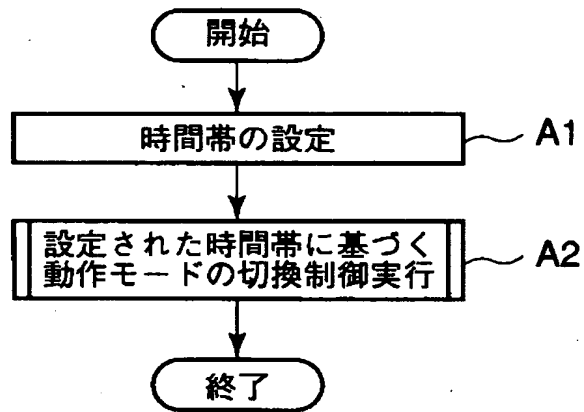 開始
時間帯の設定
A1
設定された時間帯に基づく
動作モードの切換制御実行
A2
終了